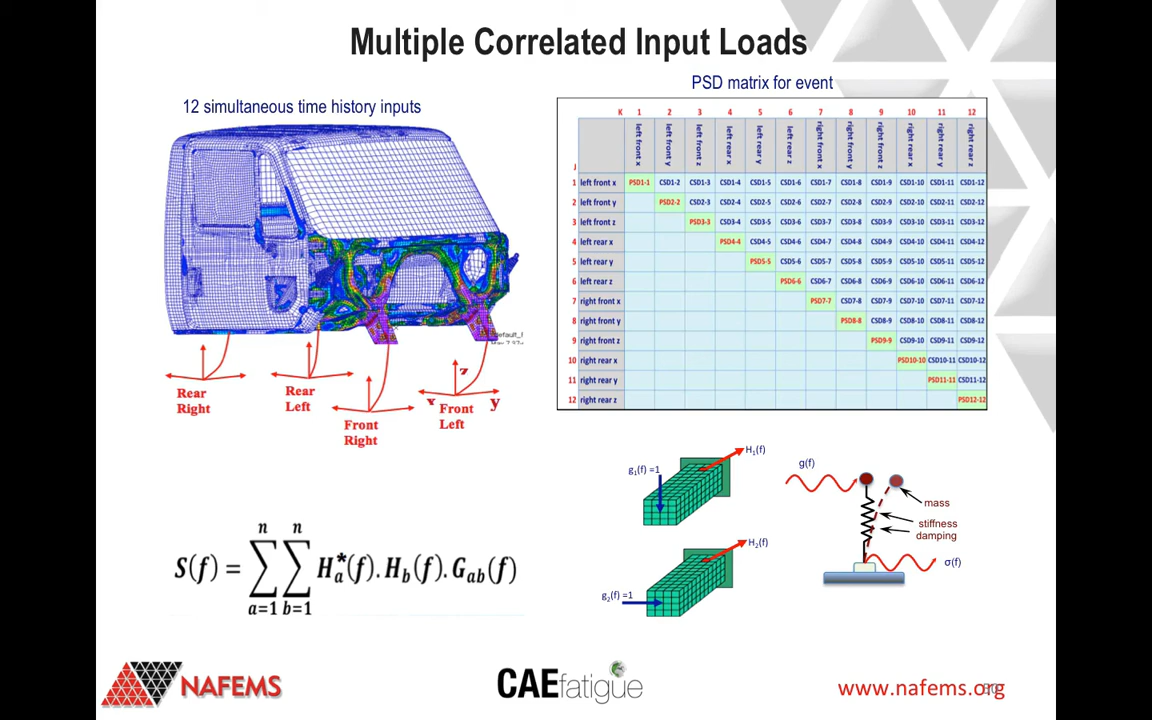 Multiple Correlated Input Loads
12 simultaneous time history inputs
Rear
Right
Rear
Left
Front
Right
Front
Left
y
PSD matrix for event
K 1 2 3 4 5 6 7 8 9 10 11 12
left front x left front y left front z left rear x left rear y left rear z right front x right front y right front z right rear x right rear y right rear z
J
1 left front x PSD1-1 CSD1-2 CSD1-3 CSD1-4 CSD1-5 CSD1-6 CSD1-7 CSD1-8 CSD1-9 CSD1-10 CSD1-11 CSD1-12
2 left front y PSD2-2 CSD2-3 CSD2-4 CSD2-5 CSD2-6 CSD2-7 CSD2-8 CSD2-9 CSD2-10 CSD2-11 CSD2-12
3 left front z PSD3-3 CSD3-4 CSD3-5 CSD3-6 CSD3-7 CSD3-8 CSD3-9 CSD3-10 CSD3-11 CSD3-12
4 left rear x PSD4-4 CSD4-5 CSD4-6 CSD4-7 CSD4-8 CSD4-9 CSD4-10 CSD4-11 CSD4-12
5 left rear y PSD5-5 CSD5-6 CSD5-7 CSD5-8 CSD5-9 CSD5-10 CSD5-11 CSD5-12
6 left rear z PSD6-6 CSD6-7 CSD6-8 CSD6-9 CSD6-10 CSD6-11 CSD6-12
7 right front x PSD7-7 CSD7-8 CSD7-9 CSD7-10 CSD7-11 CSD7-12
8 right front y PSD8-8 CSD8-9 CSD8-10 CSD8-11 CSD8-12
9 right front z PSD9-9 CSD9-10 CSD9-11 CSD9-12
10 right rear x PSD10-10 CSD10-11 CSD10-12
11 right rear y PSD11-11 CSD11-12
12 right rear z PSD12-12
S(f) = ∑∑ Hₐ*(f).H_b(f).G_ab(f)
n n
a=1 b=1
g₁(f) =1
H₁(f)
g₂(f) =1
H₂(f)
g(f)
mass
stiffness
damping
σ(f)
NAFEMS
CAEfatigue
www.nafems.org